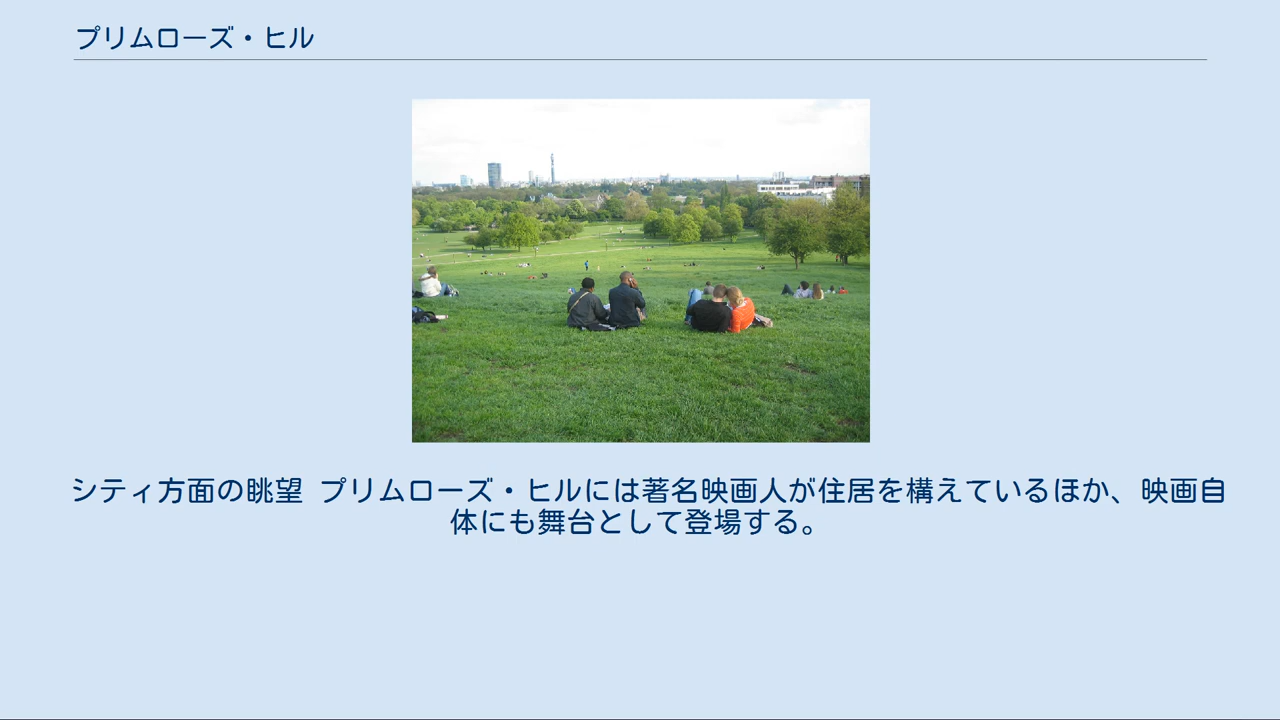 プリムローズ・ヒル
シティ方面の眺望 プリムローズ・ヒルには著名映画人が住居を構えているほか、映画自
体にも舞台として登場する。